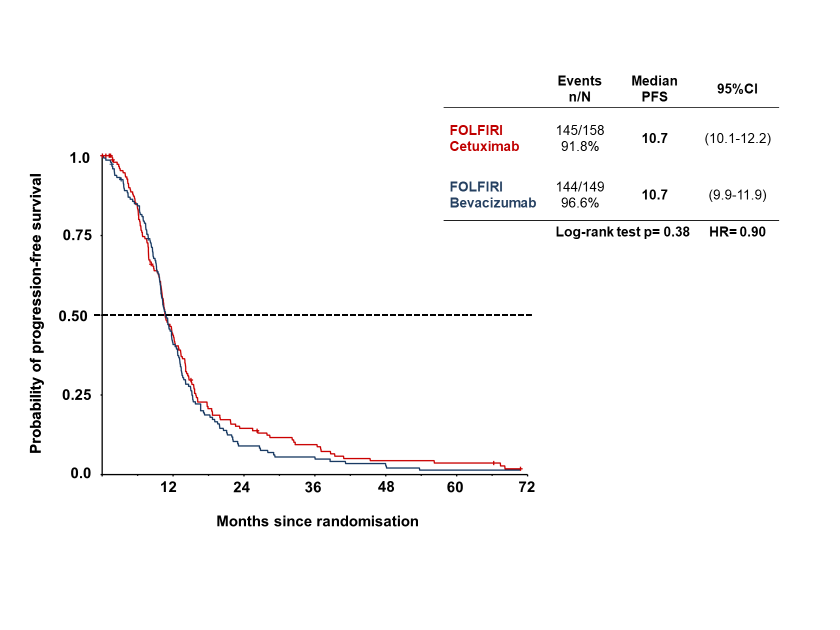 Events Median 95%CI
n/N PFS
FOLFIRI 145/158 10.7 (10.1-12.2)
Cetuximab 91.8%
FOLFIRI 144/149 10.7 (9.9-11.9)
Bevacizumab 96.6%
Log-rank test p= 0.38 HR= 0.90
Probability of progression-free survival
1.0
0.75
0.50
0.25
0.0
12 24 36 48 60 72
Months since randomisation